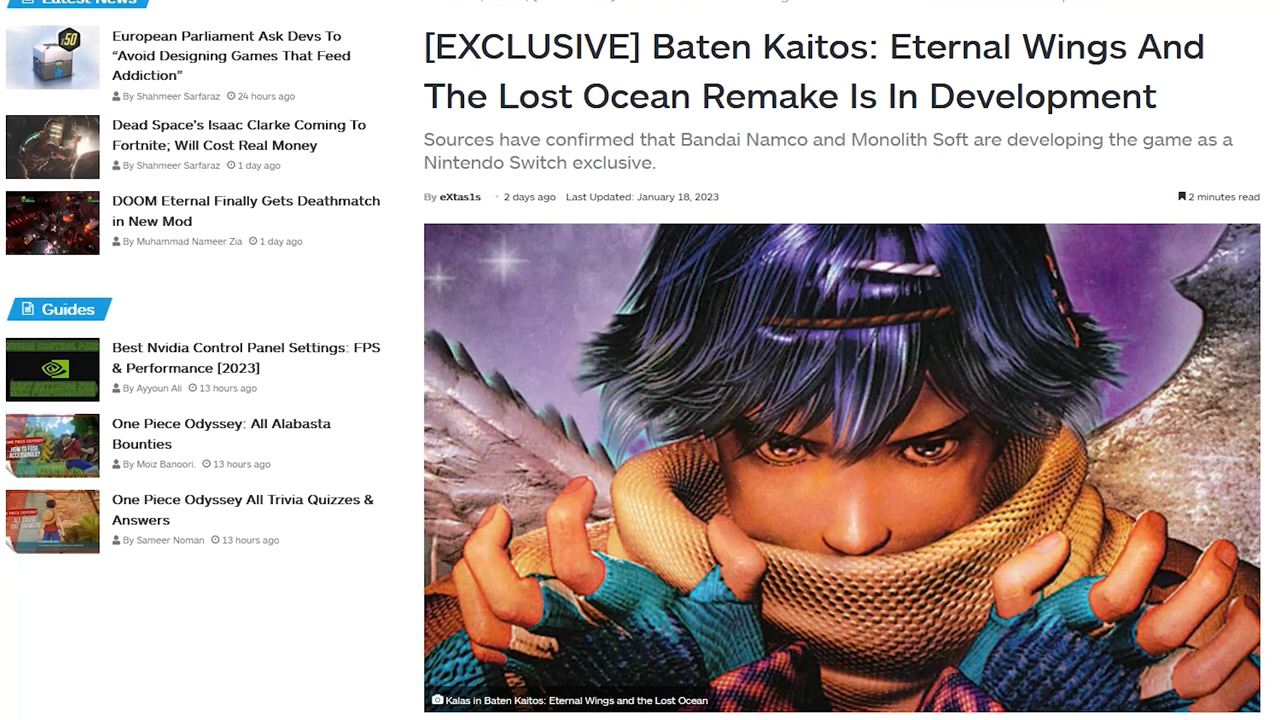 Latest News
European Parliament Ask Devs To
“Avoid Designing Games That Feed
Addiction”
By Shahmeer Sarfaraz 24 hours ago
Dead Space’s Isaac Clarke Coming To
Fortnite; Will Cost Real Money
By Shahmeer Sarfaraz 1 day ago
DOOM Eternal Finally Gets Deathmatch
in New Mod
By Muhammad Nameer Zia 1 day ago
Guides
Best Nvidia Control Panel Settings: FPS
& Performance [2023]
By Ayyoun Ali 13 hours ago
One Piece Odyssey: All Alabasta
Bounties
By Moiz Banoori. 13 hours ago
One Piece Odyssey All Trivia Quizzes &
Answers
By Sameer Noman 13 hours ago
[EXCLUSIVE] Baten Kaitos: Eternal Wings And
The Lost Ocean Remake Is In Development
Sources have confirmed that Bandai Namco and Monolith Soft are developing the game as a
Nintendo Switch exclusive.
By eXtas1s • 2 days ago Last Updated: January 18, 2023 2 minutes read
Kalas in Baten Kaitos: Eternal Wings and the Lost Ocean